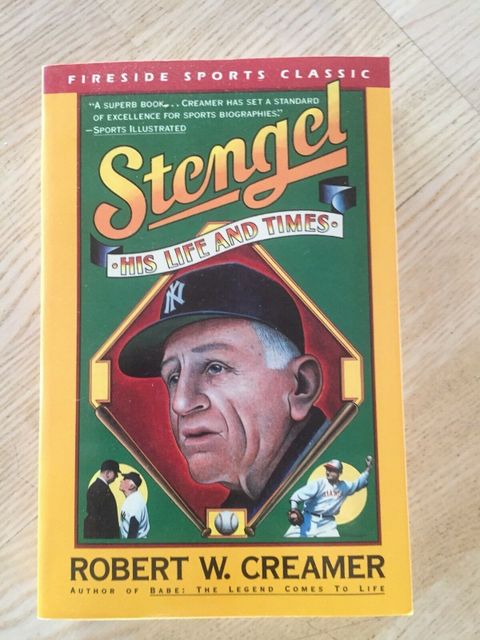 FIRESIDE SPORTS CLASSIC
"A SUPERB BOOK... CREAMER HAS SET A STANDARD
OF EXCELLENCE FOR SPORTS BIOGRAPHIES."
—SPORTS ILLUSTRATED
Stengel
•HIS LIFE AND TIMES•
NY
ROBERT W. CREAMER
AUTHOR OF BABE: THE LEGEND COMES TO LIFE